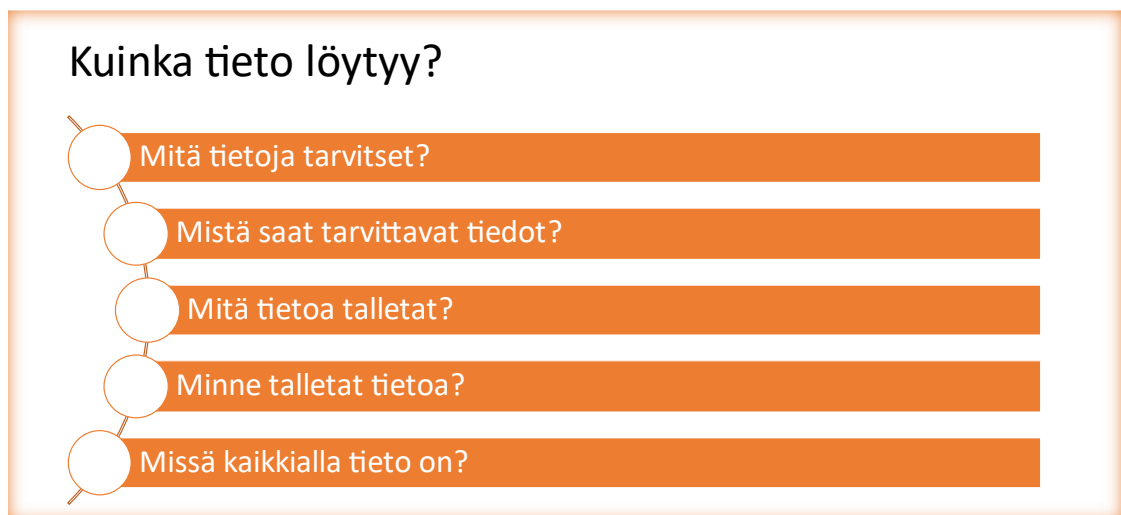 Kuinka tieto löytyy?
Mitä tietoja tarvitset?
Mistä saat tarvittavat tiedot?
Mitä tietoa talletat?
Minne talletat tietoa?
Missä kaikkialla tieto on?